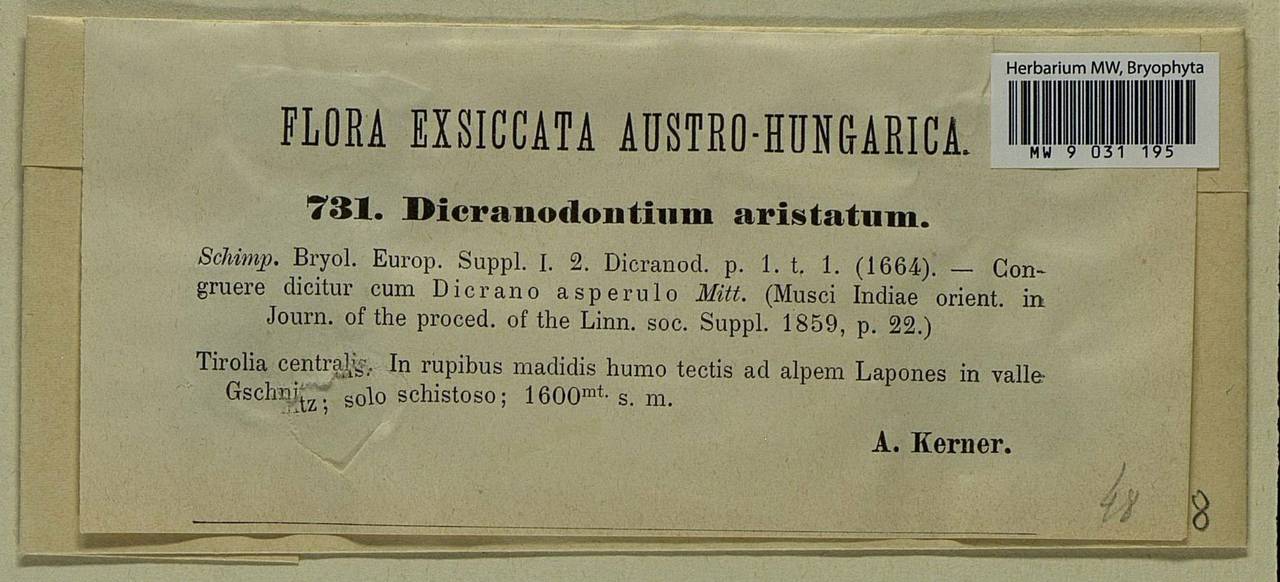 Herbarium MW, Bryophyta
MW 9 031 195
FLORA EXSICCATA AUSTRO-HUNGARICA.
731. Dicranodontium aristatum.
Schimp. Bryol. Europ. Suppl. I. 2. Dicranod. p. 1. t. 1. (1664). — Con-
gruere dicitur cum Dicrano asperulo Mitt. (Musci Indiae orient. in
Journ. of the proced. of the Linn. soc. Suppl. 1859, p. 22.)
Tirolia centralis. In rupibus madidis humo tectis ad alpem Lapones in valle
Gschnitz; solo schistoso; 1600mt. s. m.
A. Kerner.
48
8